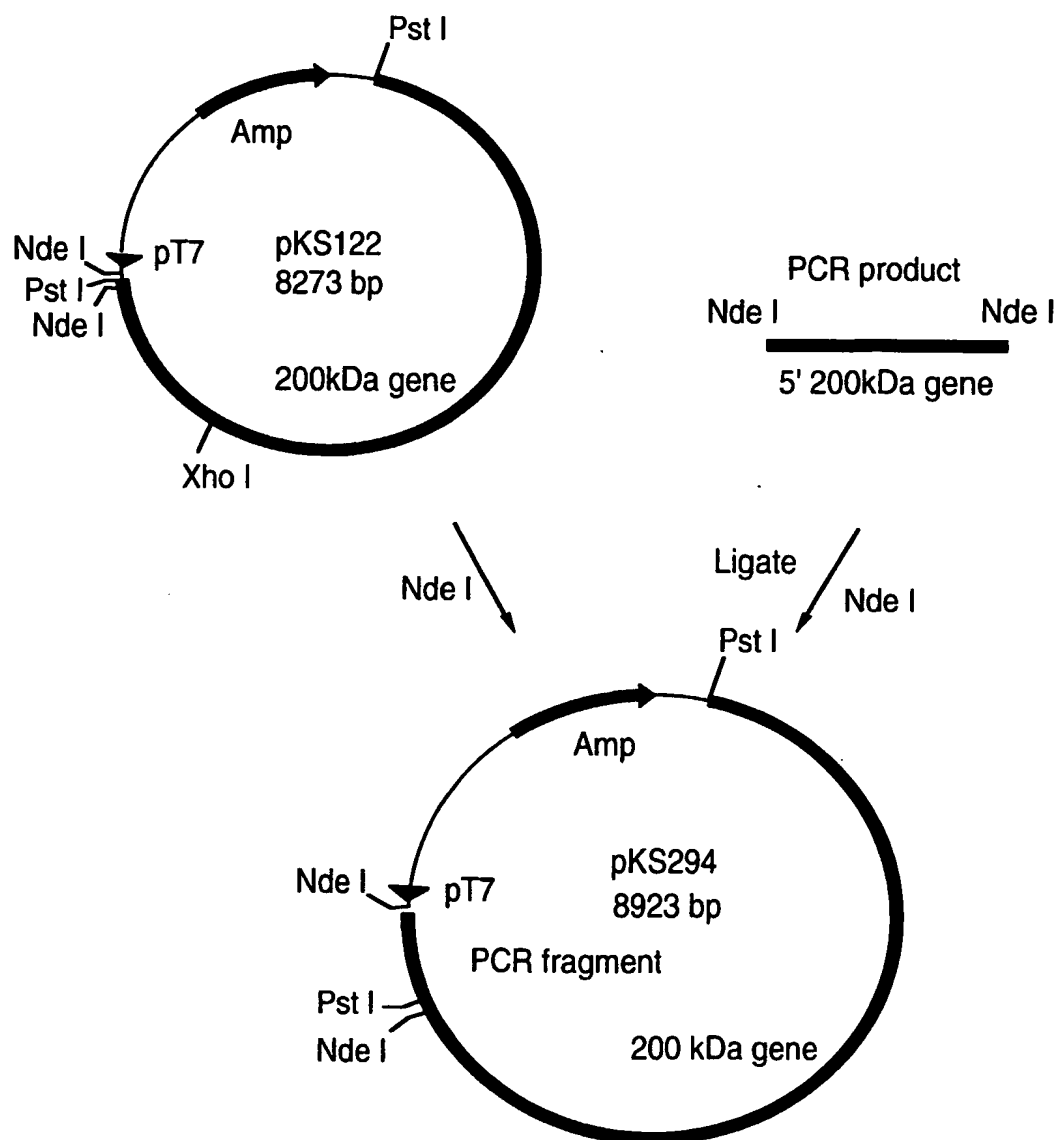 Pst I
Amp
Nde I
pT7
pKS122
8273 bp
Pst I
Nde I
200kDa gene
Xho I
PCR product
Nde I
Nde I
5' 200kDa gene
Nde I
Ligate
Nde I
Pst I
Amp
Nde I
pT7
pKS294
8923 bp
PCR fragment
Pst I
Nde I
200 kDa gene